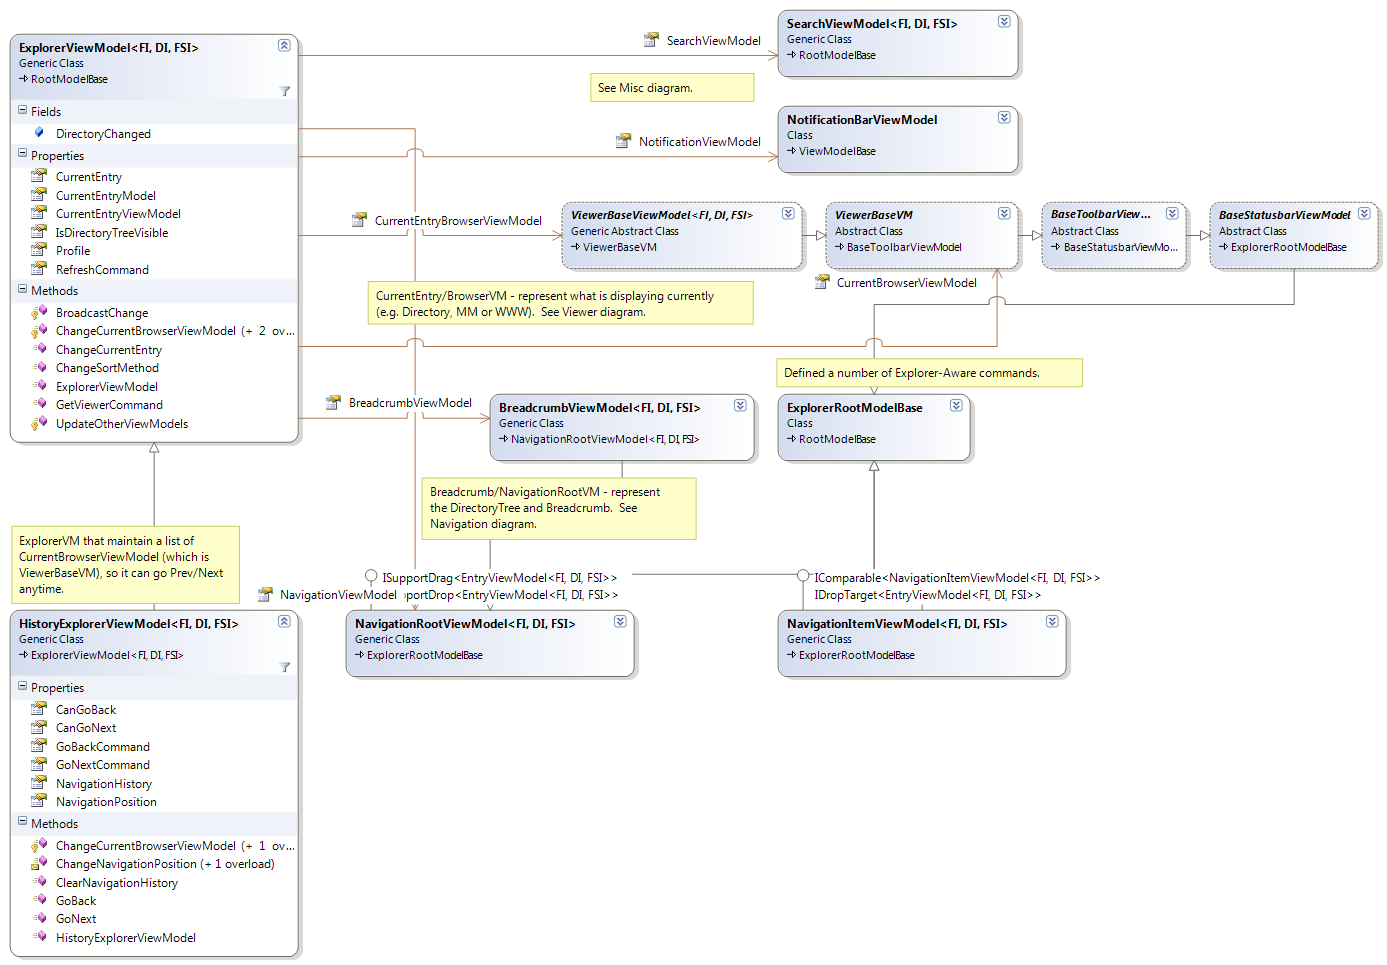 ExplorerViewModel<FI, DI, FSI>
Generic Class
RootModelBase
Fields
DirectoryChanged
Properties
CurrentEntry
CurrentEntryModel
CurrentEntryViewModel
IsDirectoryTreeVisible
Profile
RefreshCommand
Methods
BroadcastChange
ChangeCurrentBrowserViewModel (+ 2 ov...
ChangeCurrentEntry
ChangeSortMethod
ExplorerViewModel
GetViewerCommand
UpdateOtherViewModels
SearchViewModel
SearchViewModel<FI, DI, FSI>
Generic Class
RootModelBase
See Misc diagram.
NotificationViewModel
NotificationBarViewModel
Class
ViewModelBase
CurrentEntryBrowserViewModel
ViewerBaseViewModel<FI, DI, FSI>
Generic Abstract Class
ViewerBaseVM
ViewerBaseVM
Abstract Class
BaseToolbarViewModel
BaseToolbarView...
Abstract Class
BaseStatusbarViewMo...
BaseStatusbarViewModel
Abstract Class
ExplorerRootModelBase
CurrentBrowserViewModel
CurrentEntry/BrowserVM - represent what is displaying currently
(e.g. Directory, MM or WWW).  See Viewer diagram.
Defined a number of Explorer-Aware commands.
BreadcrumbViewModel
BreadcrumbViewModel<FI, DI, FSI>
Generic Class
NavigationRootViewModel<FI, DI, FSI>
ExplorerRootModelBase
Class
RootModelBase
Breadcrumb/NavigationRootVM - represent
the DirectoryTree and Breadcrumb.  See
Navigation diagram.
ExplorerVM that maintain a list of
CurrentBrowserViewModel (which is
ViewerBaseVM), so it can go Prev/Next
anytime.
ISupportDrag<EntryViewModel<FI, DI, FSI>>
NavigationViewModel
portDrop<EntryViewModel<FI, DI, FSI>>
IComparable<NavigationItemViewModel<FI, DI, FSI>>
IDropTarget<EntryViewModel<FI, DI, FSI>>
NavigationRootViewModel<FI, DI, FSI>
Generic Class
ExplorerRootModelBase
NavigationItemViewModel<FI, DI, FSI>
Generic Class
ExplorerRootModelBase
HistoryExplorerViewModel<FI, DI, FSI>
Generic Class
ExplorerViewModel<FI, DI, FSI>
Properties
CanGoBack
CanGoNext
GoBackCommand
GoNextCommand
NavigationHistory
NavigationPosition
Methods
ChangeCurrentBrowserViewModel (+ 1 ov...
ChangeNavigationPosition (+ 1 overload)
ClearNavigationHistory
GoBack
GoNext
HistoryExplorerViewModel